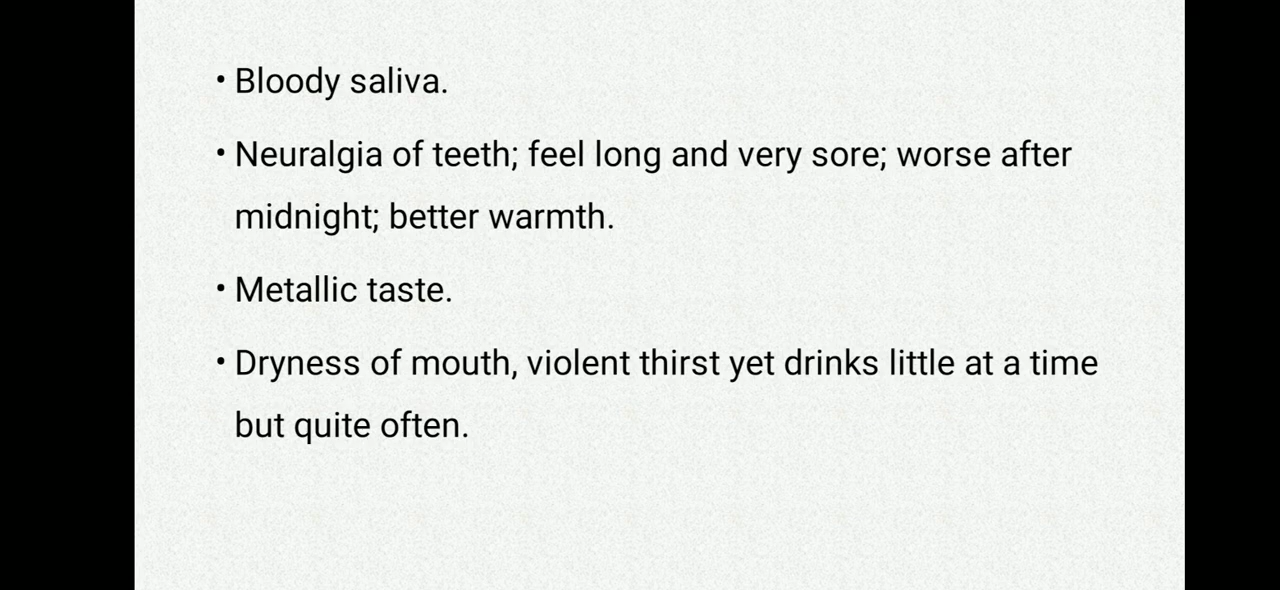 • Bloody saliva.
• Neuralgia of teeth; feel long and very sore; worse after
midnight; better warmth.
• Metallic taste.
• Dryness of mouth, violent thirst yet drinks little at a time
but quite often.